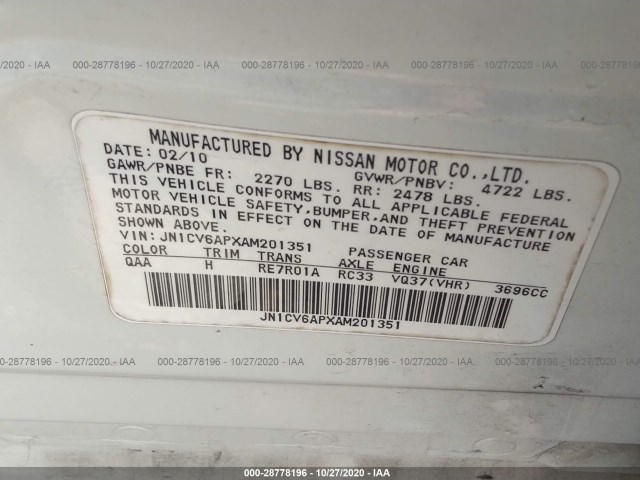 10/27/2020 - IAA 000-28778196 - 10/27/2020 - IAA 000-28778196 - 10/27/2020 - IAA 000-28778196 -
MANUFACTURED BY NISSAN MOTOR CO.,LTD.
DATE: 02/10
GVWR/PNBV: 4722 LBS.
GAWR/PNBE FR: 2270 LBS. RR: 2478 LBS.
THIS VEHICLE CONFORMS TO ALL APPLICABLE FEDERAL
MOTOR VEHICLE SAFETY, BUMPER, AND THEFT PREVENTION
STANDARDS IN EFFECT ON THE DATE OF MANUFACTURE
SHOWN ABOVE.
VIN: JN1CV6APXAM201351 PASSENGER CAR
COLOR TRIM TRANS AXLE ENGINE
QAA H RE7R01A RC33 VQ37(VHR) 3696CC
JN1CV6APXAM201351
10/27/2020 - IAA 000-28778196 - 10/27/2020 - IAA 000-28778196 - 10/27/2020 - IAA 000-28778196 -
000-28778196 - 10/27/2020 - IAA